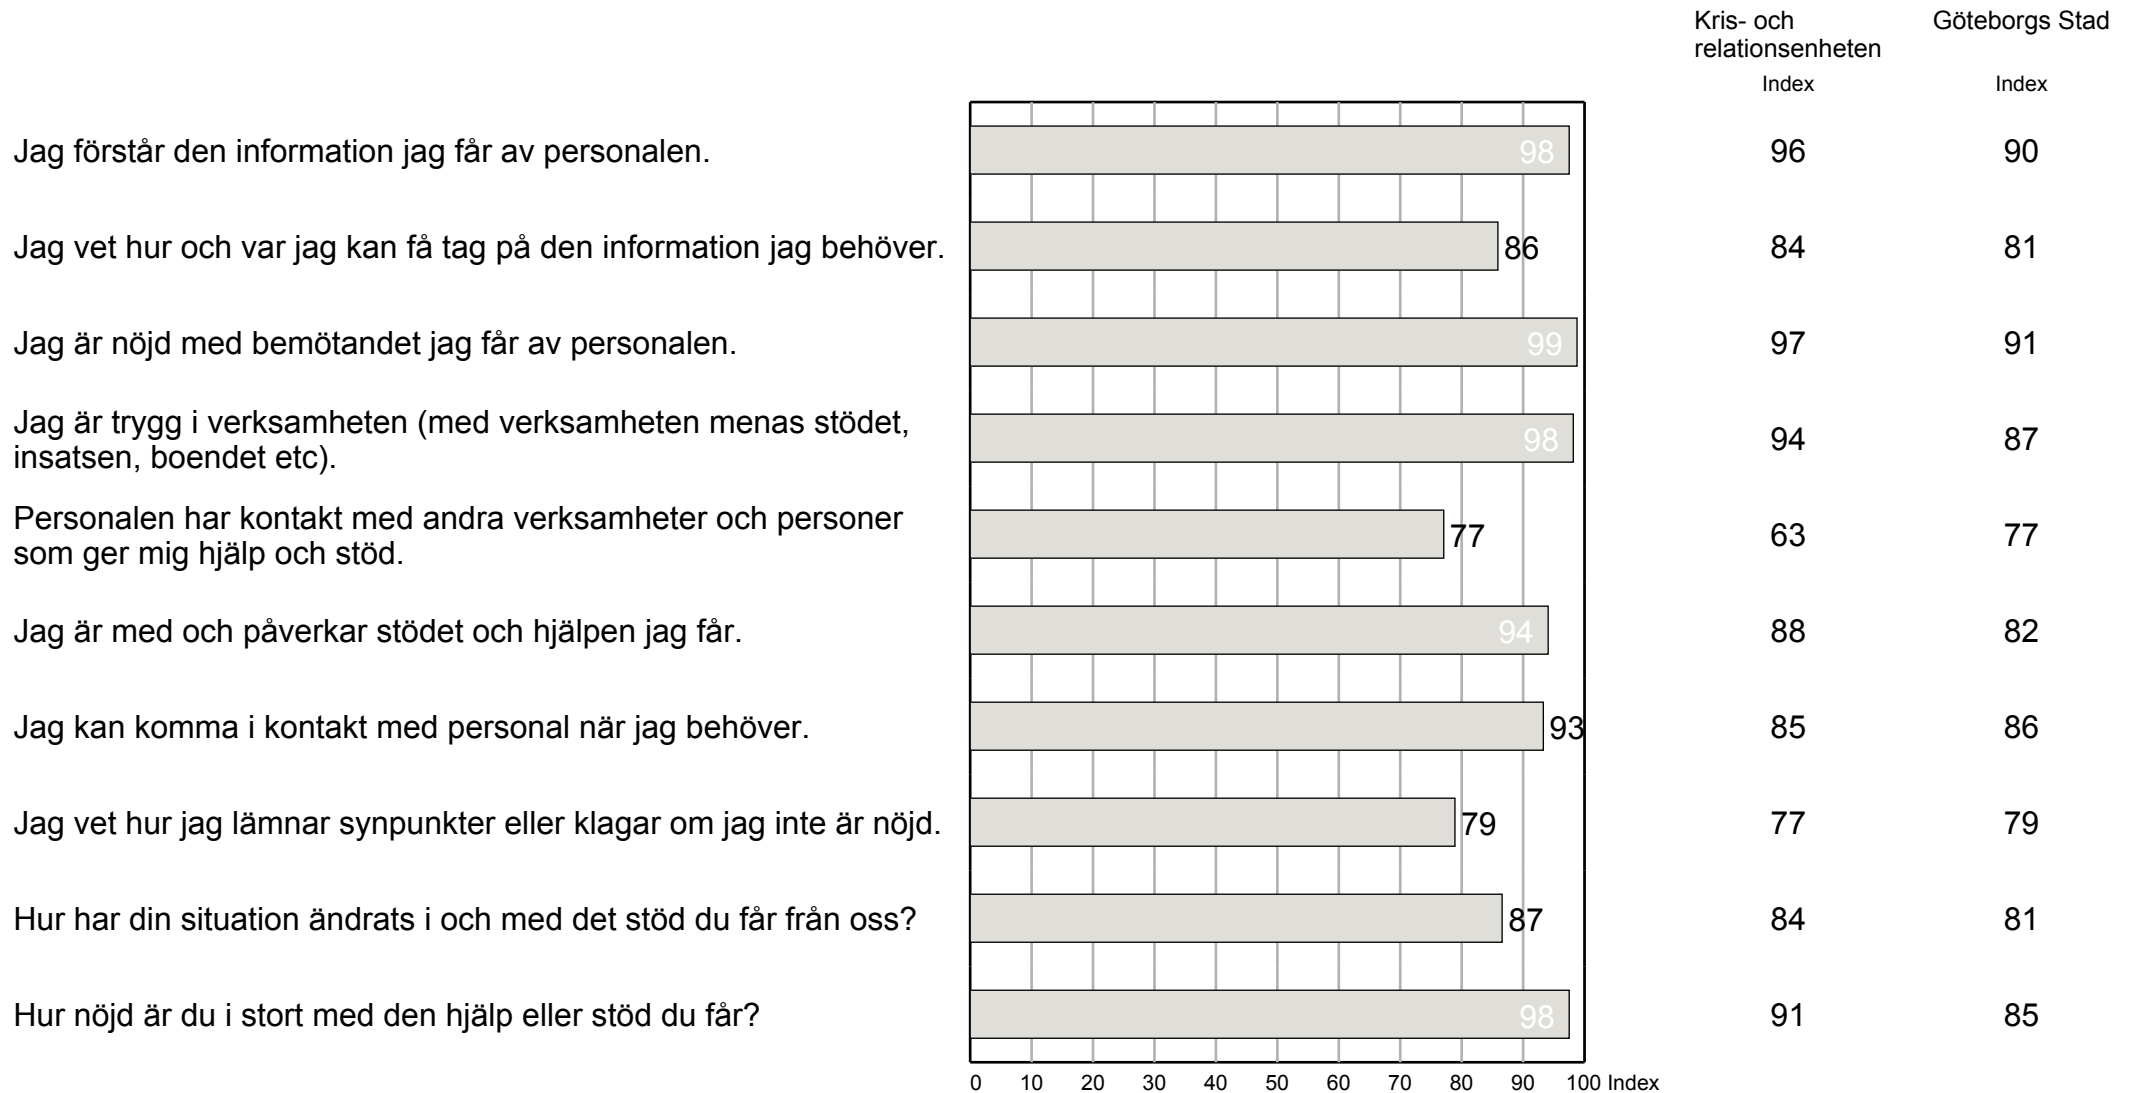 Kris- och
relationsenheten
Göteborgs Stad
Index
Index
Jag förstår den information jag får av personalen. 98 96 90
Jag vet hur och var jag kan få tag på den information jag behöver. 86 84 81
Jag är nöjd med bemötandet jag får av personalen. 99 97 91
Jag är trygg i verksamheten (med verksamheten menas stödet,
insatsen, boendet etc). 98 94 87
Personalen har kontakt med andra verksamheter och personer
som ger mig hjälp och stöd. 77 63 77
Jag är med och påverkar stödet och hjälpen jag får. 94 88 82
Jag kan komma i kontakt med personal när jag behöver. 93 85 86
Jag vet hur jag lämnar synpunkter eller klagar om jag inte är nöjd. 79 77 79
Hur har din situation ändrats i och med det stöd du får från oss? 87 84 81
Hur nöjd är du i stort med den hjälp eller stöd du får? 98 91 85
0 10 20 30 40 50 60 70 80 90 100 Index